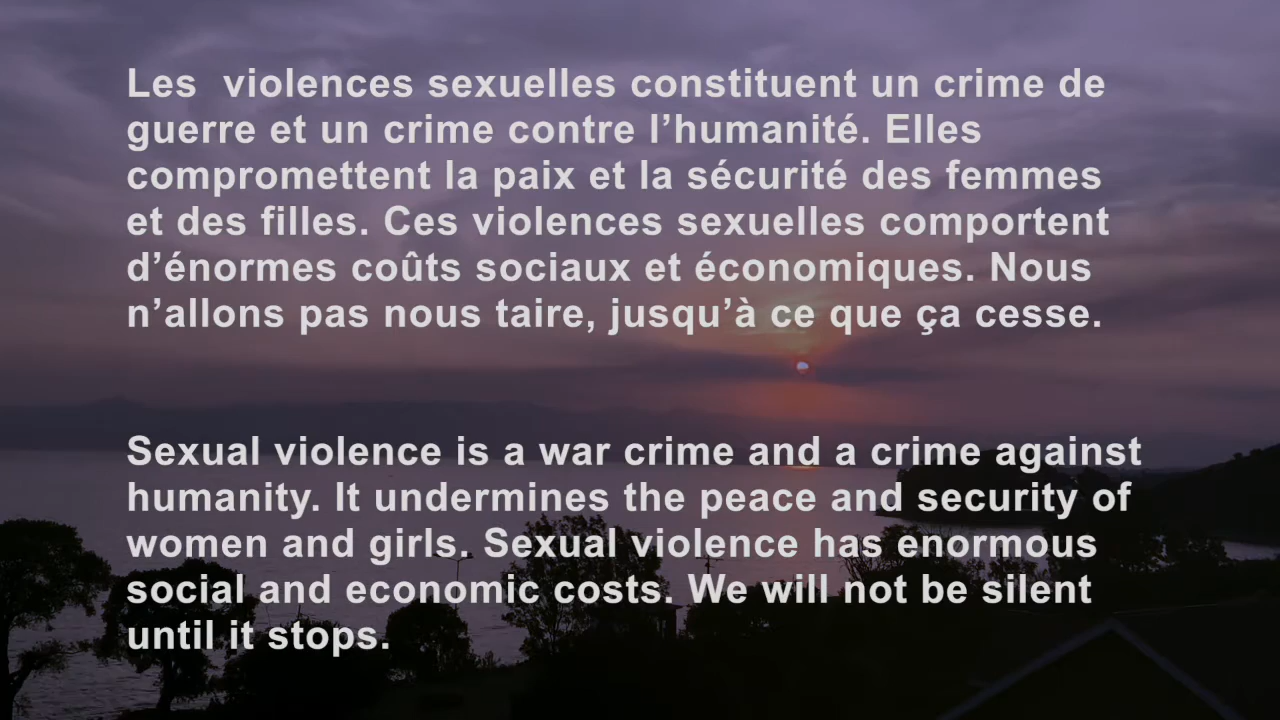 Les  violences sexuelles constituent un crime de
guerre et un crime contre l’humanité. Elles
compromettent la paix et la sécurité des femmes
et des filles. Ces violences sexuelles comportent
d’énormes coûts sociaux et économiques. Nous
n’allons pas nous taire, jusqu’à ce que ça cesse.
Sexual violence is a war crime and a crime against
humanity. It undermines the peace and security of
women and girls. Sexual violence has enormous
social and economic costs. We will not be silent
until it stops.